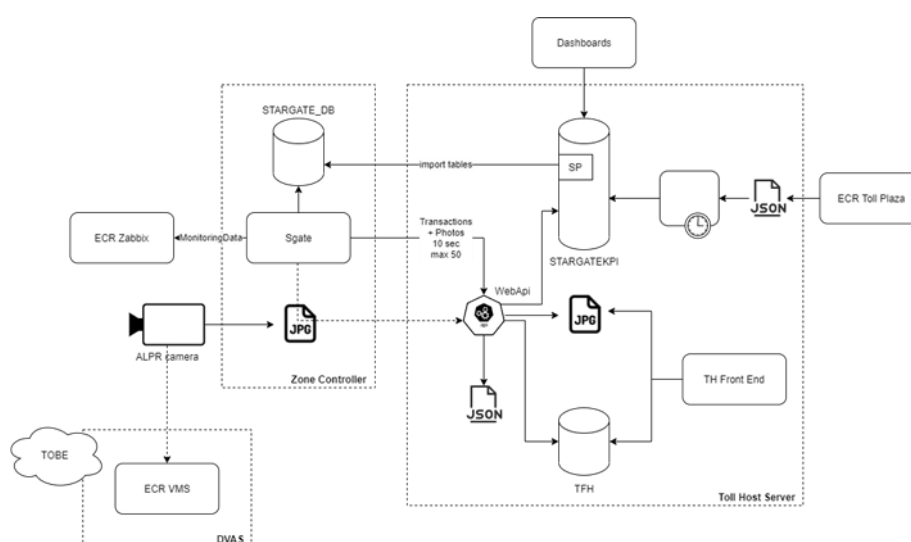 Dashboards
STARGATE_DB
import tables
SP
JSON
ECR Toll Plaza
ECR Zabbix
MonitoringData
Sgate
Transactions
+ Photos
10 sec
max 50
STARGATEKPI
WebApi
api
JPG
JPG
ALPR camera
Zone Controller
JSON
TH Front End
TOBE
ECR VMS
TFH
Toll Host Server
DVAS